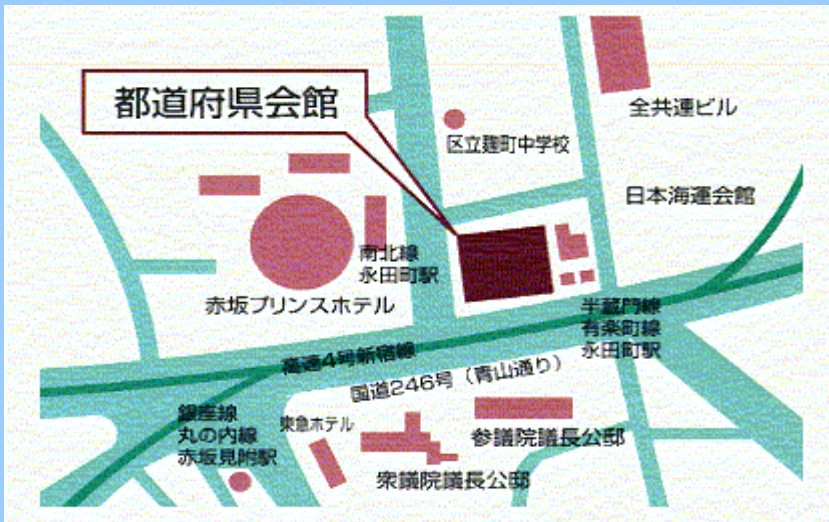 都道府県会館
全共連ビル
区立麹町中学校
日本海運会館
南北線
永田町駅
赤坂プリンスホテル
半蔵門線
有楽町線
永田町駅
高速4号新宿線
国道246号（青山通り）
銀座線
丸の内線
赤坂見附駅
東急ホテル
参議院議長公邸
衆議院議長公邸